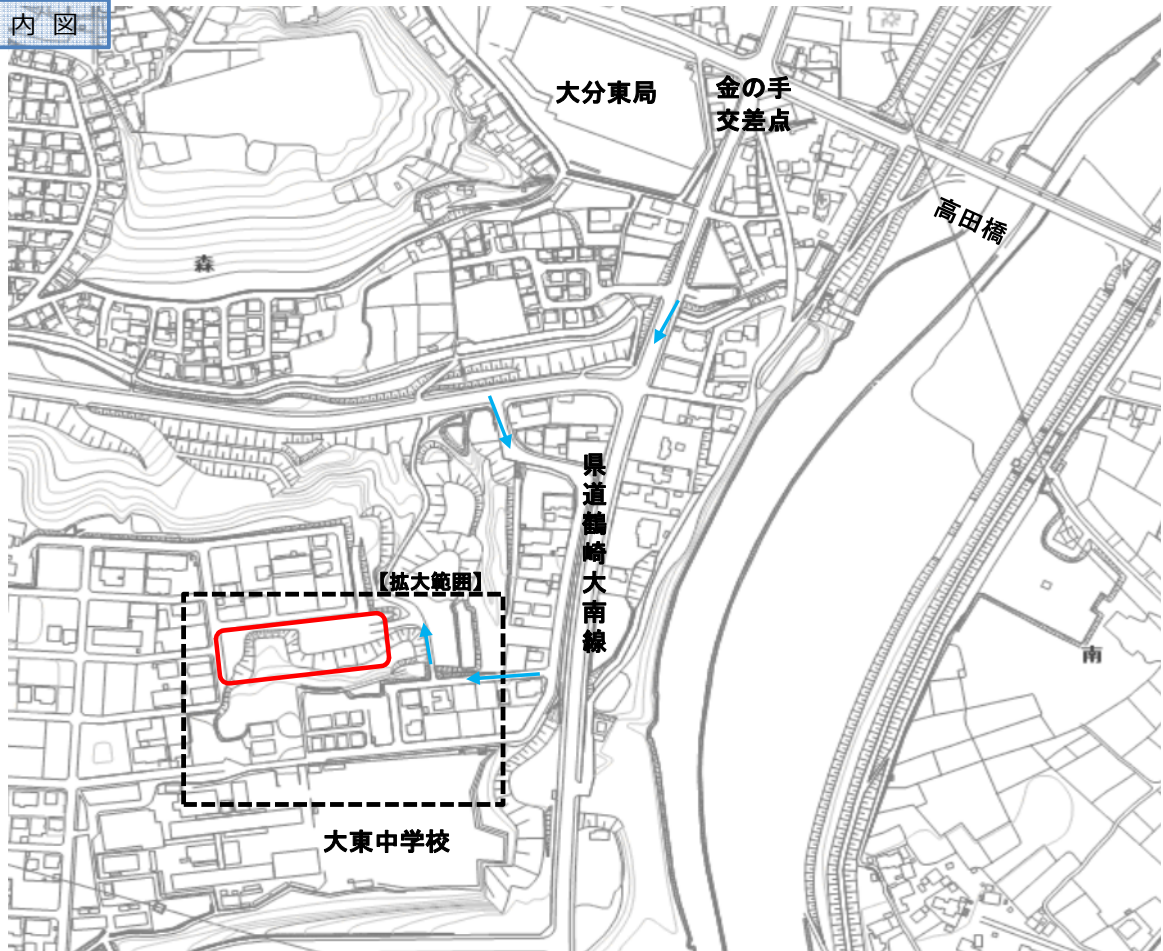 内 図
大分東局
金の手
交差点
高田橋
森
県道鶴崎大南線
【拡大範囲】
南
大東中学校